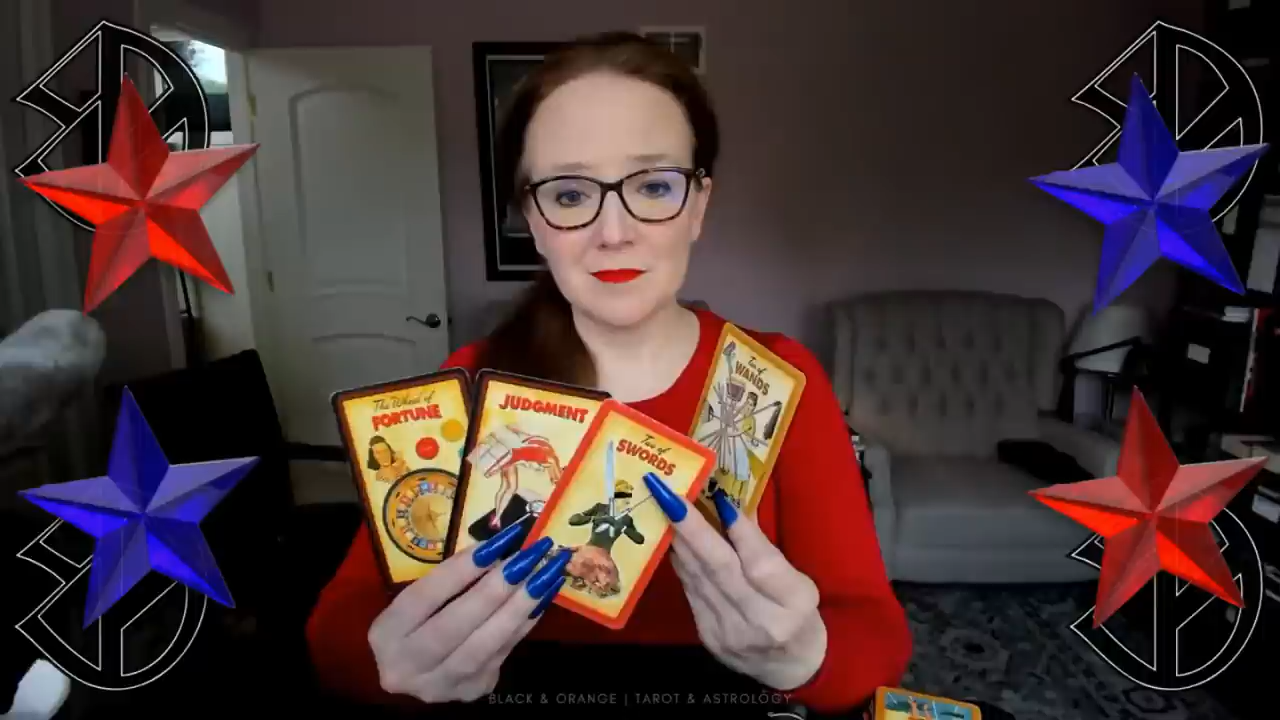 The Wheel of
FORTUNE
JUDGMENT
Two of
SWORDS
Ten of
WANDS
BLACK & ORANGE | TAROT & ASTROLOGY